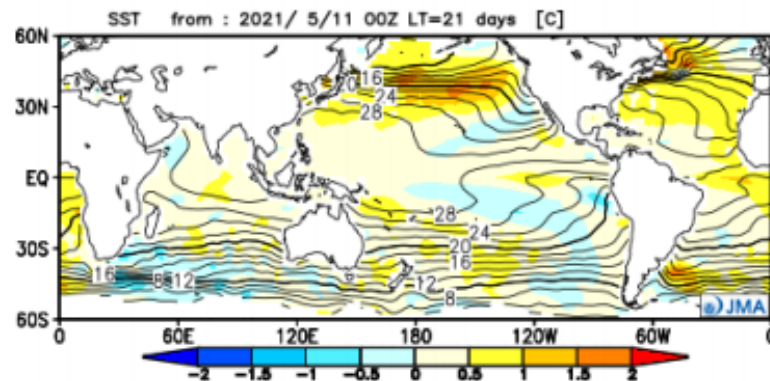 SST from : 2021/ 5/11 00Z LT=21 days [C]
60N
16
20
24
30N
28
EQ
28
24
30S
20
16
16
8 12
12
8
60S
JMA
0 60E 120E 180 120W 60W 0
-2 -1.5 -1 -0.5 0 0.5 1 1.5 2